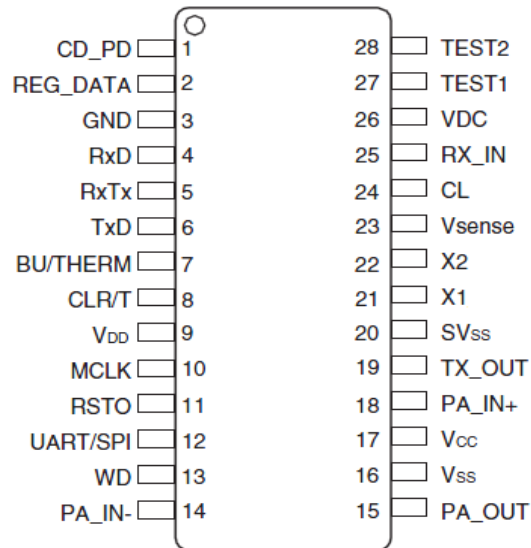 CD_PD 1 28 TEST2
REG_DATA 2 27 TEST1
GND 3 26 VDC
RxD 4 25 RX_IN
RxTx 5 24 CL
TxD 6 23 Vsense
BU/THERM 7 22 X2
CLR/T 8 21 X1
VDD 9 20 SVss
MCLK 10 19 TX_OUT
RSTO 11 18 PA_IN+
UART/SPI 12 17 Vcc
WD 13 16 Vss
PA_IN- 14 15 PA_OUT